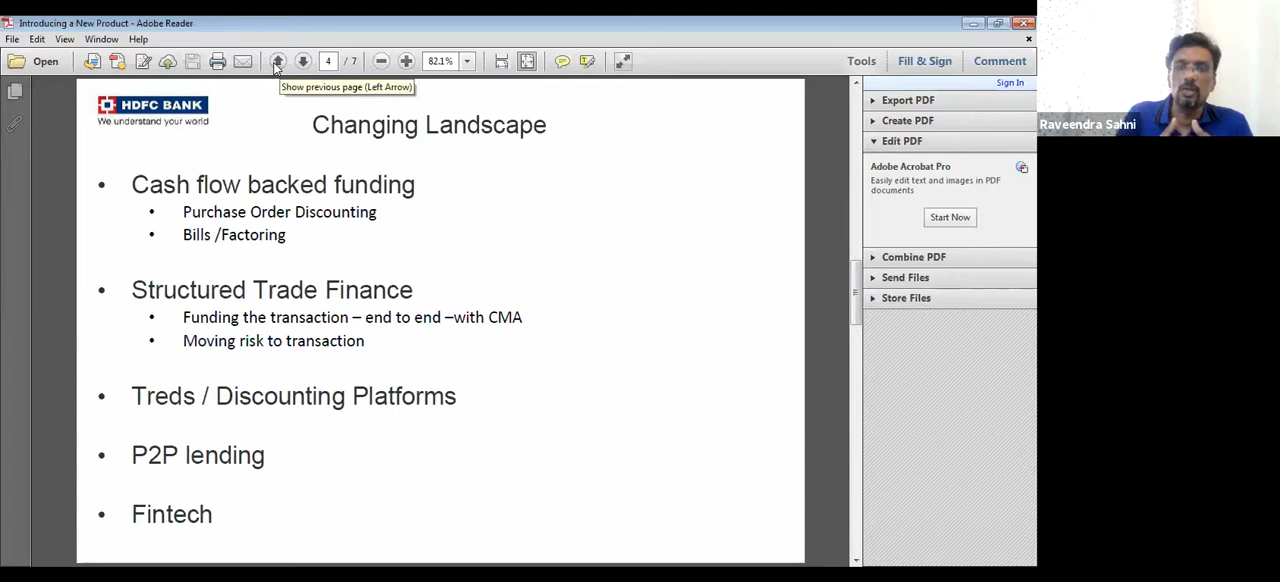 Introducing a New Product - Adobe Reader
File Edit View Window Help
Open 4 / 7 82.1% Tools Fill & Sign Comment
Show previous page (Left Arrow)
Sign In
HDFC BANK
We understand your world
Changing Landscape
• Cash flow backed funding
• Purchase Order Discounting
• Bills /Factoring
• Structured Trade Finance
• Funding the transaction – end to end –with CMA
• Moving risk to transaction
• Treds / Discounting Platforms
• P2P lending
• Fintech
Export PDF
Create PDF
Edit PDF
Adobe Acrobat Pro
Easily edit text and images in PDF
documents
Start Now
Combine PDF
Send Files
Store Files
Raveendra Sahni